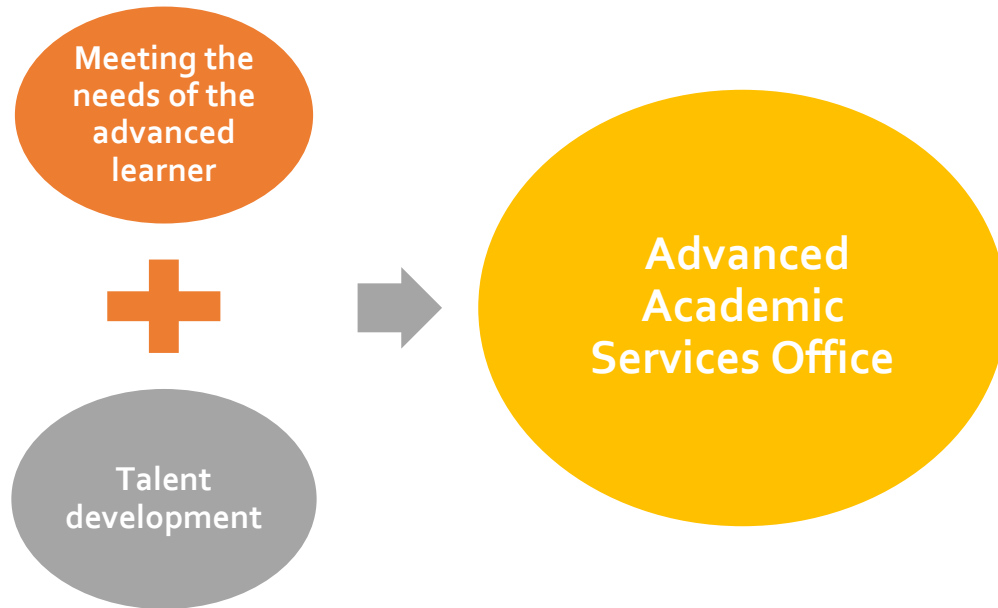 Meeting the
needs of the
advanced
learner
Talent
development
Advanced
Academic
Services Office